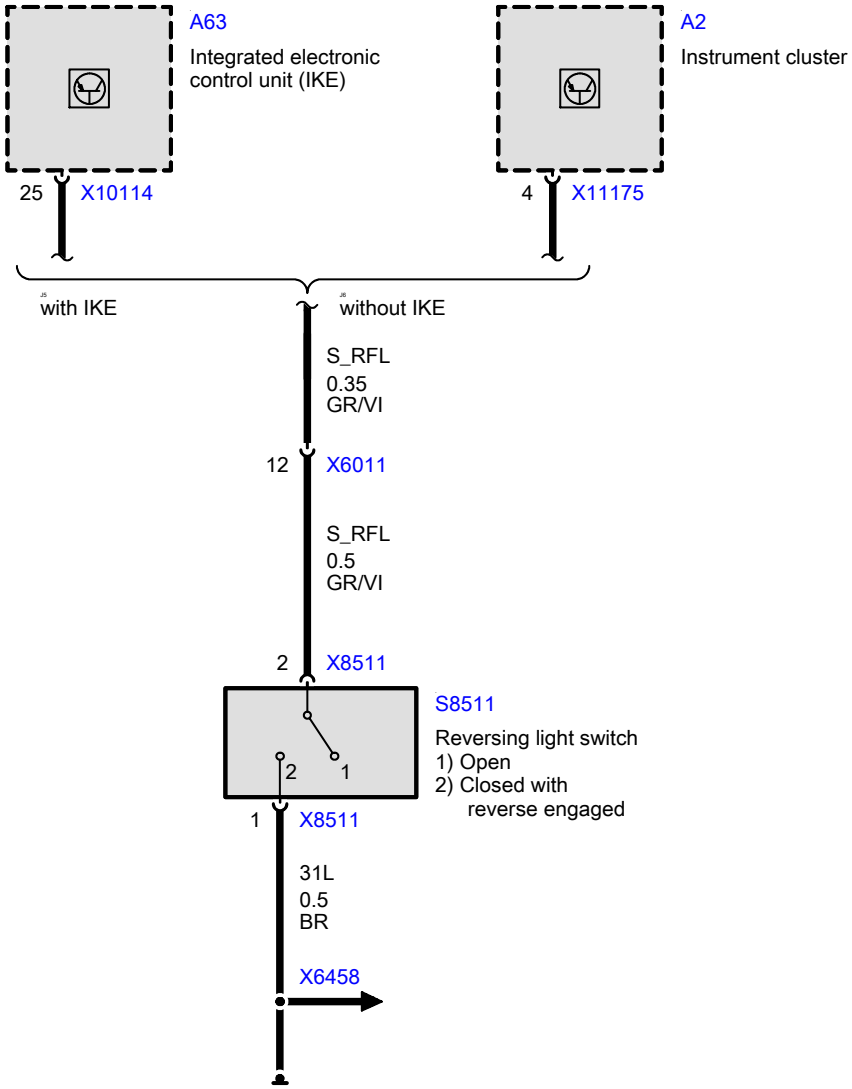 A63
Integrated electronic
control unit (IKE)
A2
Instrument cluster
25 X10114
4 X11175
J5
with IKE
J6
without IKE
S_RFL
0.35
GR/VI
12 X6011
S_RFL
0.5
GR/VI
2 X8511
S8511
Reversing light switch
1) Open
2) Closed with
reverse engaged
2 1
1 X8511
31L
0.5
BR
X6458